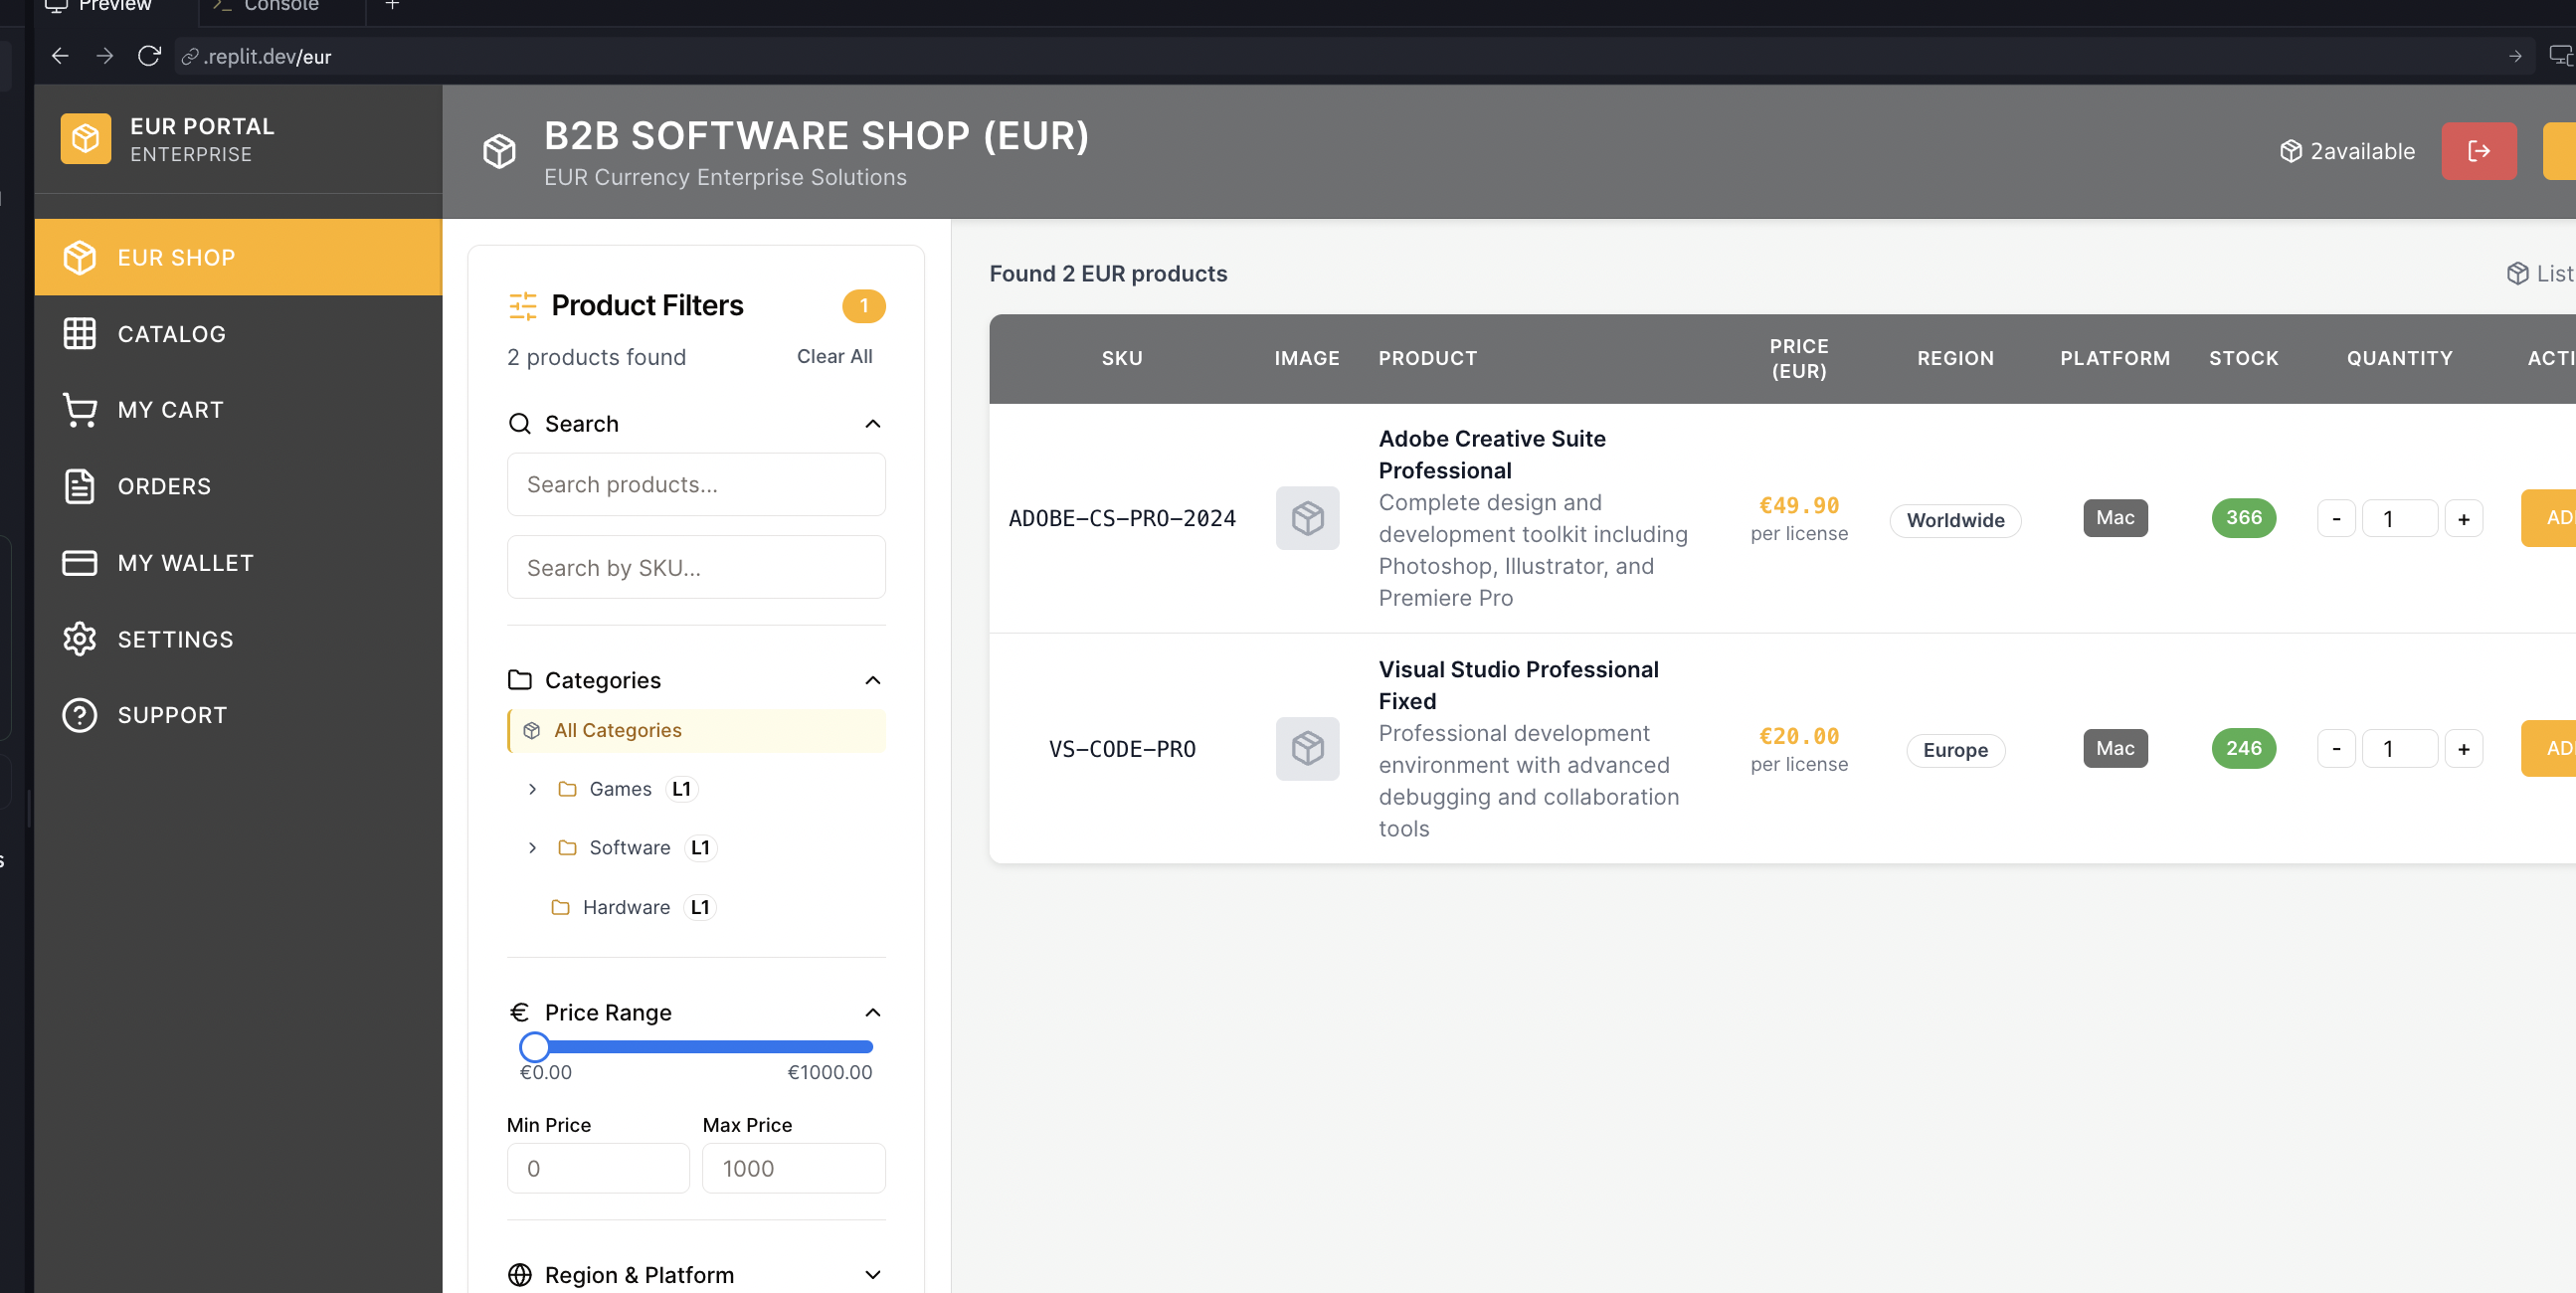 Preview
Console
.replit.dev/eur
EUR PORTAL
ENTERPRISE
B2B SOFTWARE SHOP (EUR)
EUR Currency Enterprise Solutions
2available
EUR SHOP
CATALOG
MY CART
ORDERS
MY WALLET
SETTINGS
SUPPORT
Product Filters
1
2 products found
Clear All
Search
Search products...
Search by SKU...
Categories
All Categories
Games L1
Software L1
Hardware L1
€ Price Range
€0.00
€1000.00
Min Price
Max Price
0
1000
Region & Platform
Found 2 EUR products
List
SKU
IMAGE
PRODUCT
PRICE
(EUR)
REGION
PLATFORM
STOCK
QUANTITY
ACTI
ADOBE-CS-PRO-2024
Adobe Creative Suite
Professional
Complete design and
development toolkit including
Photoshop, Illustrator, and
Premiere Pro
€49.90
per license
Worldwide
Mac
366
- 1 +
AD
VS-CODE-PRO
Visual Studio Professional
Fixed
Professional development
environment with advanced
debugging and collaboration
tools
€20.00
per license
Europe
Mac
246
- 1 +
AD